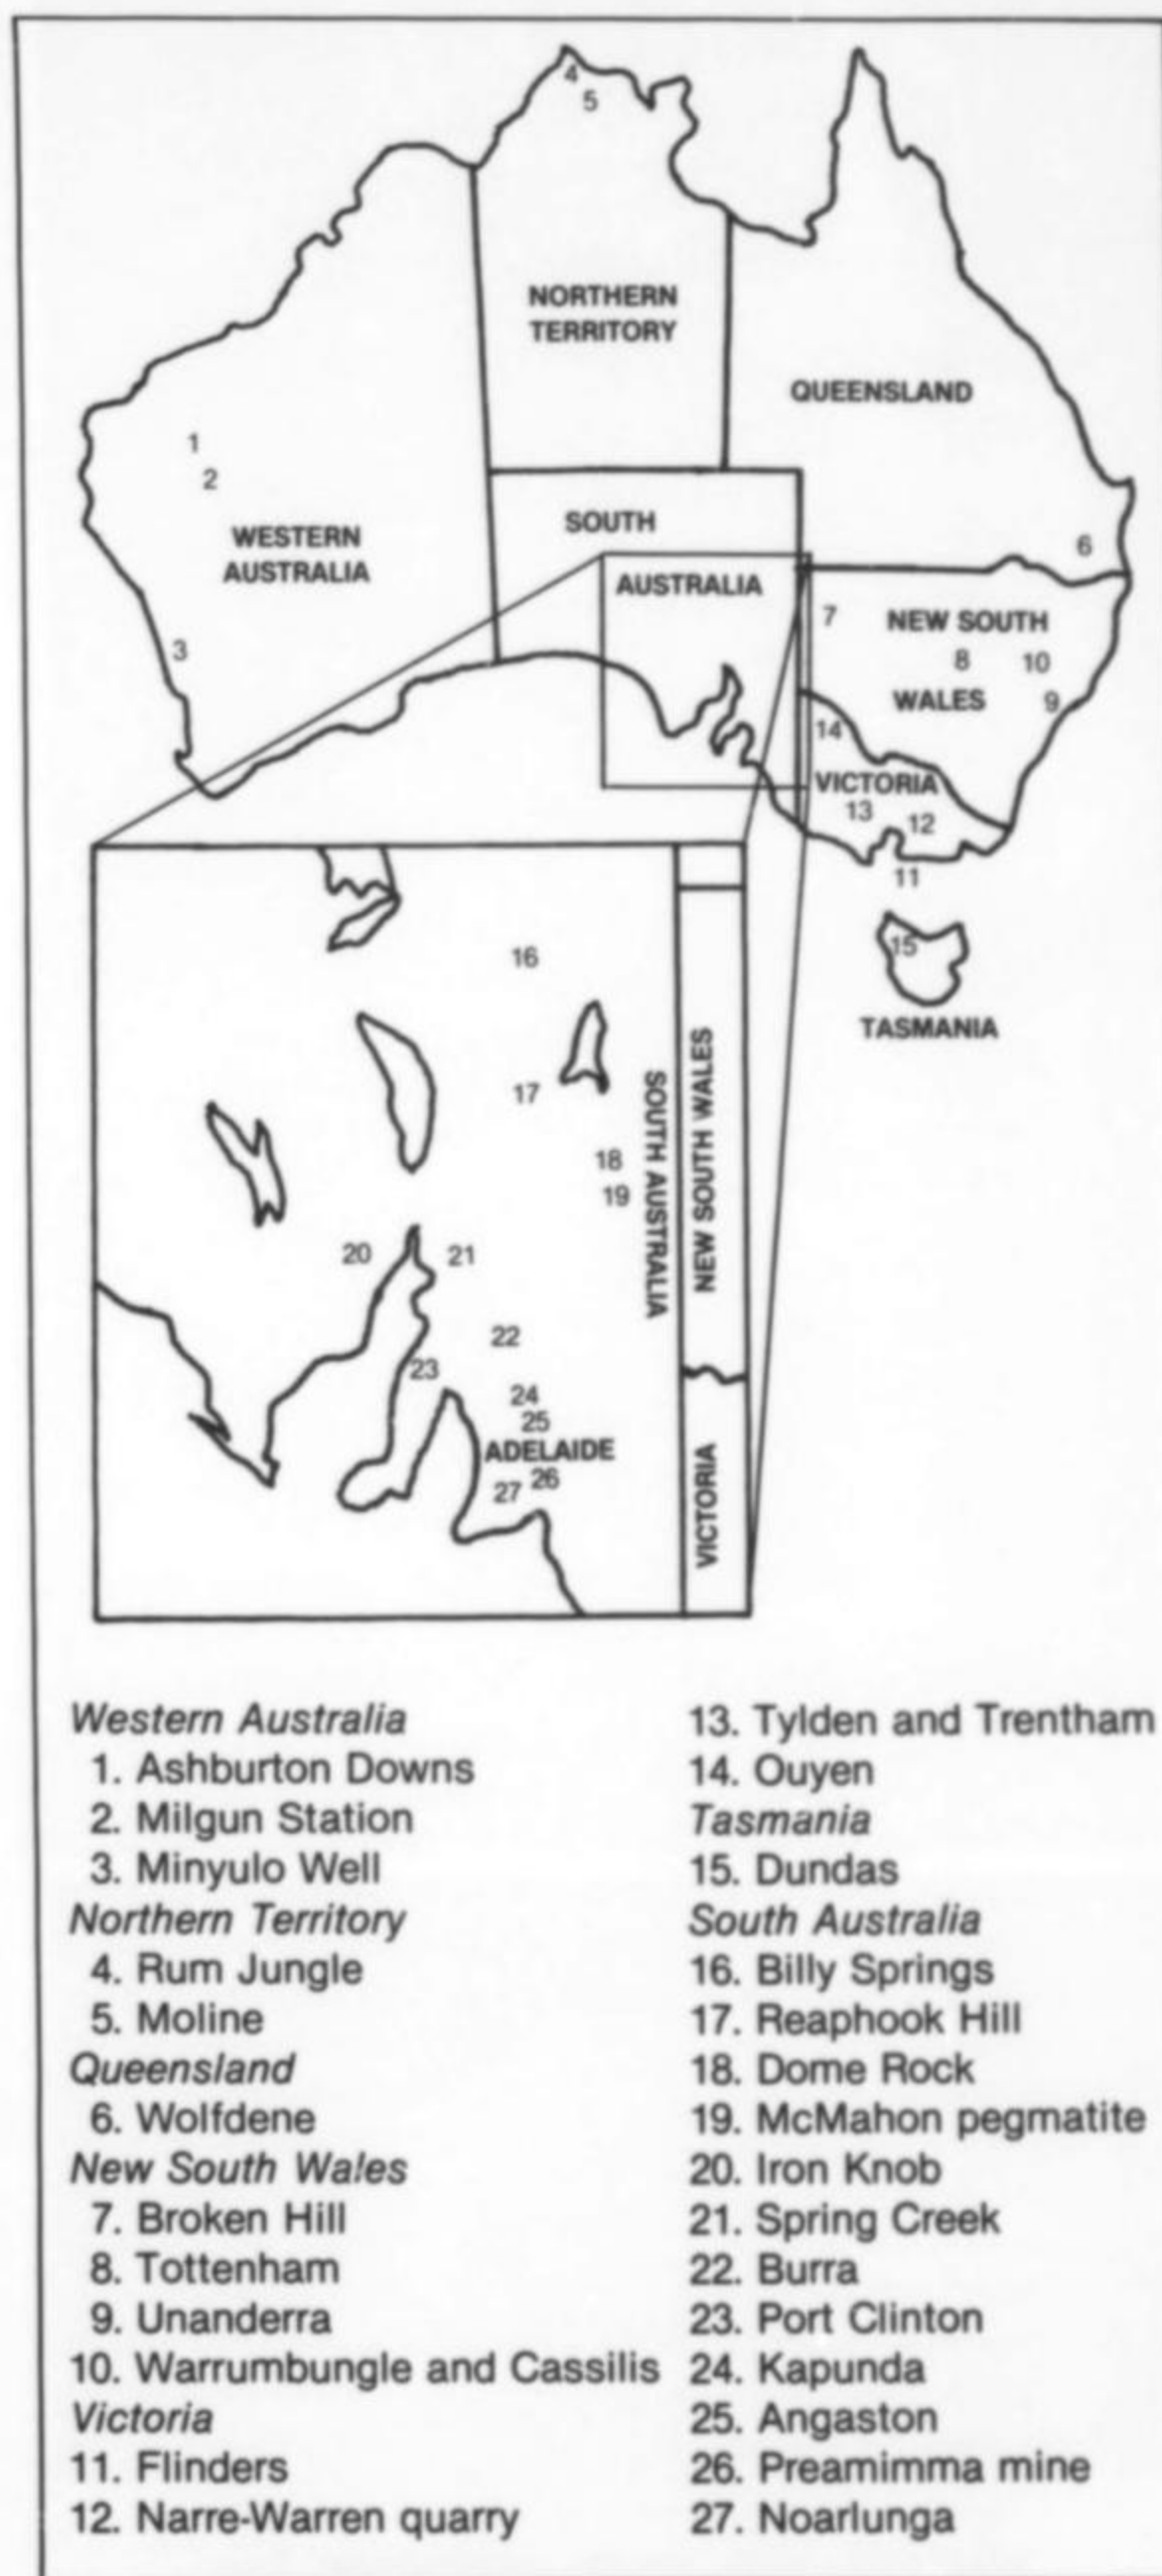 4
5
NORTHERN
TERRITORY
QUEENSLAND
1
2
SOUTH
WESTERN
AUSTRALIA
6
AUSTRALIA
7
NEW SOUTH
3
8
10
WALES
9
14
VICTORIA
13
12
11
15
TASMANIA
16
17
SOUTH AUSTRALIA
NEW SOUTH WALES
18
19
20
21
22
23
24
25
ADELAIDE
26
27
VICTORIA
Western Australia
1. Ashburton Downs
2. Milgun Station
3. Minyulo Well
Northern Territory
4. Rum Jungle
5. Moline
Queensland
6. Wolfdene
New South Wales
7. Broken Hill
8. Tottenham
9. Unanderra
10. Warrumbungle and Cassilis
Victoria
11. Flinders
12. Narre-Warren quarry
13. Tylden and Trentham
14. Ouyen
Tasmania
15. Dundas
South Australia
16. Billy Springs
17. Reaphook Hill
18. Dome Rock
19. McMahon pegmatite
20. Iron Knob
21. Spring Creek
22. Burra
23. Port Clinton
24. Kapunda
25. Angaston
26. Preamimma mine
27. Noarlunga